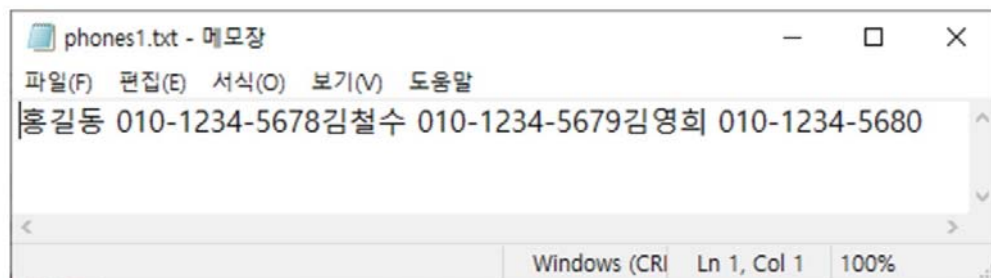 phones1.txt - 메모장
파일(F) 편집(E) 서식(O) 보기(V) 도움말
홍길동 010-1234-5678김철수 010-1234-5679김영희 010-1234-5680
Windows (CRI Ln 1, Col 1 100%